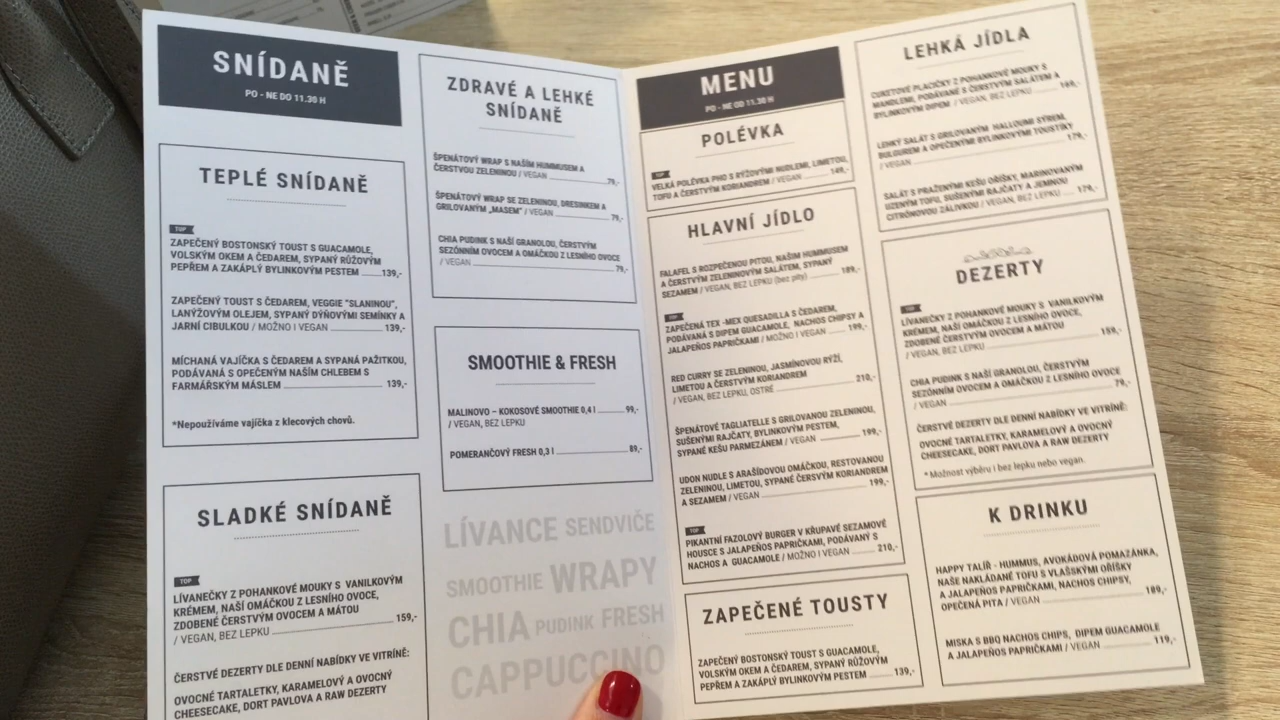 SNÍDANĚ
PO - NE DO 11.30 H
TEPLÉ SNÍDANĚ
TOP
ZAPEČENÝ BOSTONSKÝ TOUST S GUACAMOLE,
VOLSKÝM OKEM A ČEDAREM, SYPANÝ RŮŽOVÝM
PEPŘEM A ZAKÁPLÝ BYLINKOVÝM PESTEM 139,-
ZAPEČENÝ TOUST S ČEDAREM, VEGGIE "SLANINOU",
LANÝŽOVÝM OLEJEM, SYPANÝ DÝŇOVÝMI SEMÍNKY A
JARNÍ CIBULKOU / MOŽNO I VEGAN 139,-
MÍCHANÁ VAJÍČKA S ČEDAREM A SYPANÁ PAŽITKOU,
PODÁVANÁ S OPEČENÝM NAŠÍM CHLEBEM S
FARMÁŘSKÝM MÁSLEM 139,-
*Nepoužíváme vajíčka z klecových chovů.
SLADKÉ SNÍDANĚ
TOP
LÍVANEČKY Z POHANKOVÉ MOUKY S VANILKOVÝM
KRÉMEM, NAŠÍ OMÁČKOU Z LESNÍHO OVOCE,
ZDOBENÉ ČERSTVÝM OVOCEM A MÁTOU
/ VEGAN, BEZ LEPKU 159,-
ČERSTVÉ DEZERTY DLE DENNÍ NABÍDKY VE VITRÍNĚ:
OVOCNÉ TARTALETKY, KARAMELOVÝ A OVOCNÝ
CHEESECAKE, DORT PAVLOVA A RAW DEZERTY
ZDRAVÉ A LEHKÉ
SNÍDANĚ
ŠPENÁTOVÝ WRAP S NAŠÍM HUMMUSEM A
ČERSTVOU ZELENINOU / VEGAN 79,-
ŠPENÁTOVÝ WRAP SE ZELENINOU, DRESINKEM A
GRILOVANÝM „MASEM" / VEGAN 79,-
CHIA PUDINK S NAŠÍ GRANOLOU, ČERSTVÝM
SEZÓNNÍM OVOCEM A OMÁČKOU Z LESNÍHO OVOCE
/ VEGAN 79,-
SMOOTHIE & FRESH
MALINOVO – KOKOSOVÉ SMOOTHIE 0,4 l 99,-
/ VEGAN, BEZ LEPKU
POMERANČOVÝ FRESH 0,3 l 89,-
LÍVANCE SENDVIČE
SMOOTHIE WRAPY
CHIA PUDINK FRESH
CAPPUCCINO
MENU
PO - NE OD 11.30 H
POLÉVKA
TOP
VELKÁ POLÉVKA PHO S RÝŽOVÝMI NUDLEMI, LIMETOU,
TOFU A ČERSTVÝM KORIANDREM / VEGAN 149,-
HLAVNÍ JÍDLO
FALAFEL S ROZPEČENOU PITOU, NAŠIM HUMMUSEM
A ČERSTVÝM ZELENINOVÝM SALÁTEM, SYPANÝ
SEZAMEM / VEGAN, BEZ LEPKU (bez pity) 189,-
TOP
ZAPEČENÁ TEX -MEX QUESADILLA S ČEDAREM,
PODÁVANÁ S DIPEM GUACAMOLE, NACHOS CHIPSY A
JALAPEÑOS PAPRIČKAMI / MOŽNO I VEGAN 199,-
RED CURRY SE ZELENINOU, JASMÍNOVOU RÝŽÍ,
LIMETOU A ČERSTVÝM KORIANDREM
/ VEGAN, BEZ LEPKU, OSTRÉ 210,-
ŠPENÁTOVÉ TAGLIATELLE S GRILOVANOU ZELENINOU,
SUŠENÝMI RAJČATY, BYLINKOVÝM PESTEM,
SYPANÉ KEŠU PARMEZÁNEM / VEGAN 199,-
UDON NUDLE S ARAŠÍDOVOU OMÁČKOU, RESTOVANOU
ZELENINOU, LIMETOU, SYPANÉ ČERSVÝM KORIANDREM
A SEZAMEM / VEGAN 199,-
TOP
PIKANTNÍ FAZOLOVÝ BURGER V KŘUPAVÉ SEZAMOVÉ
HOUSCE S JALAPEÑOS PAPRIČKAMI, PODÁVANÝ S
NACHOS A GUACAMOLE / MOŽNO I VEGAN 210,-
ZAPEČENÉ TOUSTY
ZAPEČENÝ BOSTONSKÝ TOUST S GUACAMOLE,
VOLSKÝM OKEM A ČEDAREM, SYPANÝ RŮŽOVÝM
PEPŘEM A ZAKÁPLÝ BYLINKOVÝM PESTEM 139,-
LEHKÁ JÍDLA
CUKETOVÉ PLACIČKY Z POHANKOVÉ MOUKY S
MANDLEMI, PODÁVANÉ S ČERSTVÝM SALÁTEM A
BYLINKOVÝM DIPEM / VEGAN, BEZ LEPKU 169,-
LEHKÝ SALÁT S GRILOVANÝM HALLOUMI SÝREM,
BULGUREM A OPEČENÝMI BYLINKOVÝMI TOUSTÍKY
/ VEGAN 179,-
SALÁT S PRAŽENÝMI KEŠU OŘÍŠKY, MARINOVANÝM
UZENÝM TOFU, SUŠENÝMI RAJČATY A JEMNOU
CITRÓNOVOU ZÁLIVKOU / VEGAN, BEZ LEPKU 179,-
DEZERTY
TOP
LÍVANEČKY Z POHANKOVÉ MOUKY S VANILKOVÝM
KRÉMEM, NAŠÍ OMÁČKOU Z LESNÍHO OVOCE,
ZDOBENÉ ČERSTVÝM OVOCEM A MÁTOU
/ VEGAN, BEZ LEPKU 159,-
CHIA PUDINK S NAŠÍ GRANOLOU, ČERSTVÝM
SEZÓNNÍM OVOCEM A OMÁČKOU Z LESNÍHO OVOCE
/ VEGAN 79,-
ČERSTVÉ DEZERTY DLE DENNÍ NABÍDKY VE VITRÍNĚ:
OVOCNÉ TARTALETKY, KARAMELOVÝ A OVOCNÝ
CHEESECAKE, DORT PAVLOVA A RAW DEZERTY
* Možnost výběru i bez lepku nebo vegan.
K DRINKU
HAPPY TALÍŘ - HUMMUS, AVOKÁDOVÁ POMAZÁNKA,
NAŠE NAKLÁDANÉ TOFU S VLAŠSKÝMI OŘÍŠKY
A JALAPEÑOS PAPRIČKAMI, NACHOS CHIPSY,
OPEČENÁ PITA / VEGAN 189,-
MISKA S BBQ NACHOS CHIPS, DIPEM GUACAMOLE
A JALAPEÑOS PAPRIČKAMI / VEGAN 119,-